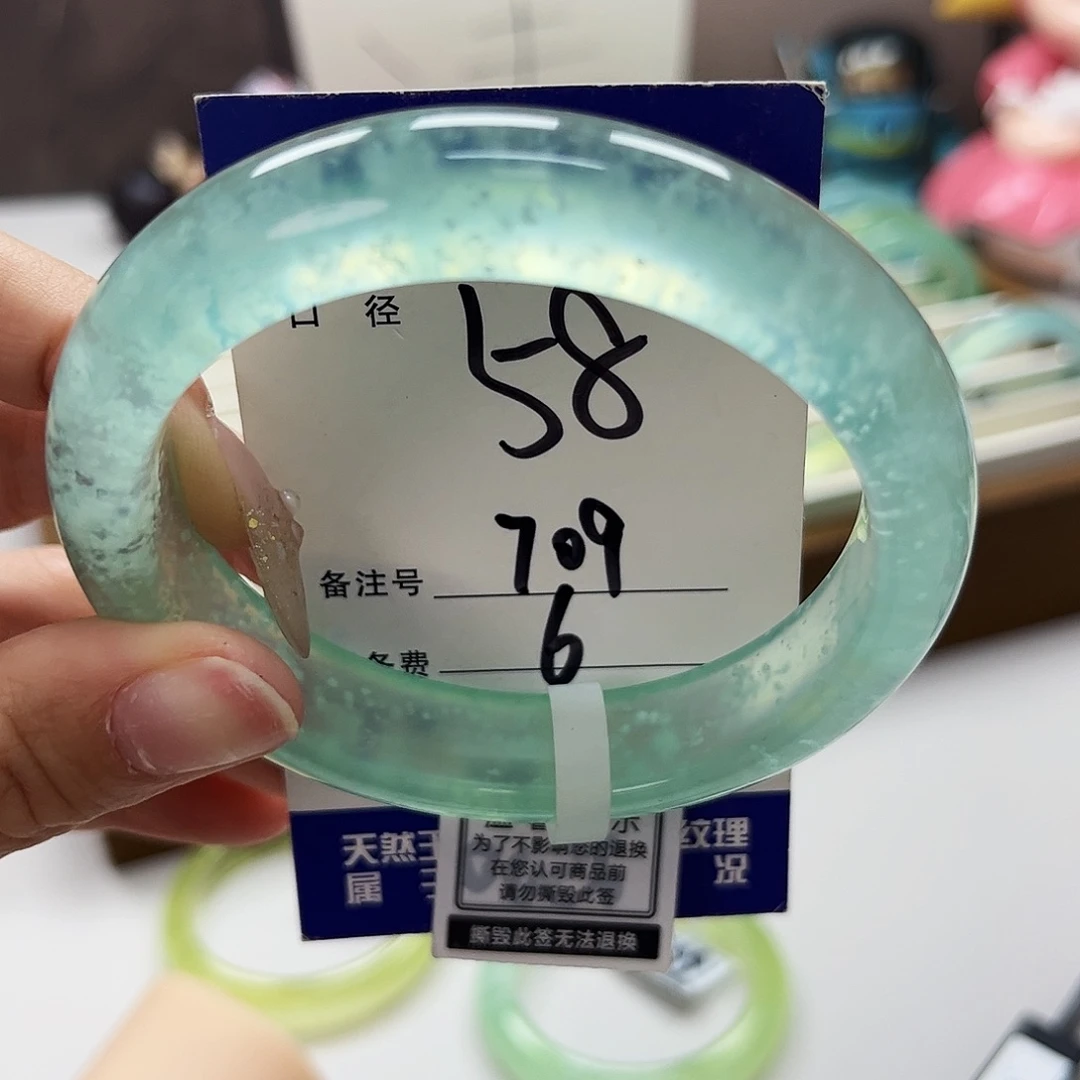 口 径 58
709
备注号
6
费
天然 纹理
属 况
为了不影响您的退换
在您认可商品前
请勿撕毁此签
撕毁此签无法退换